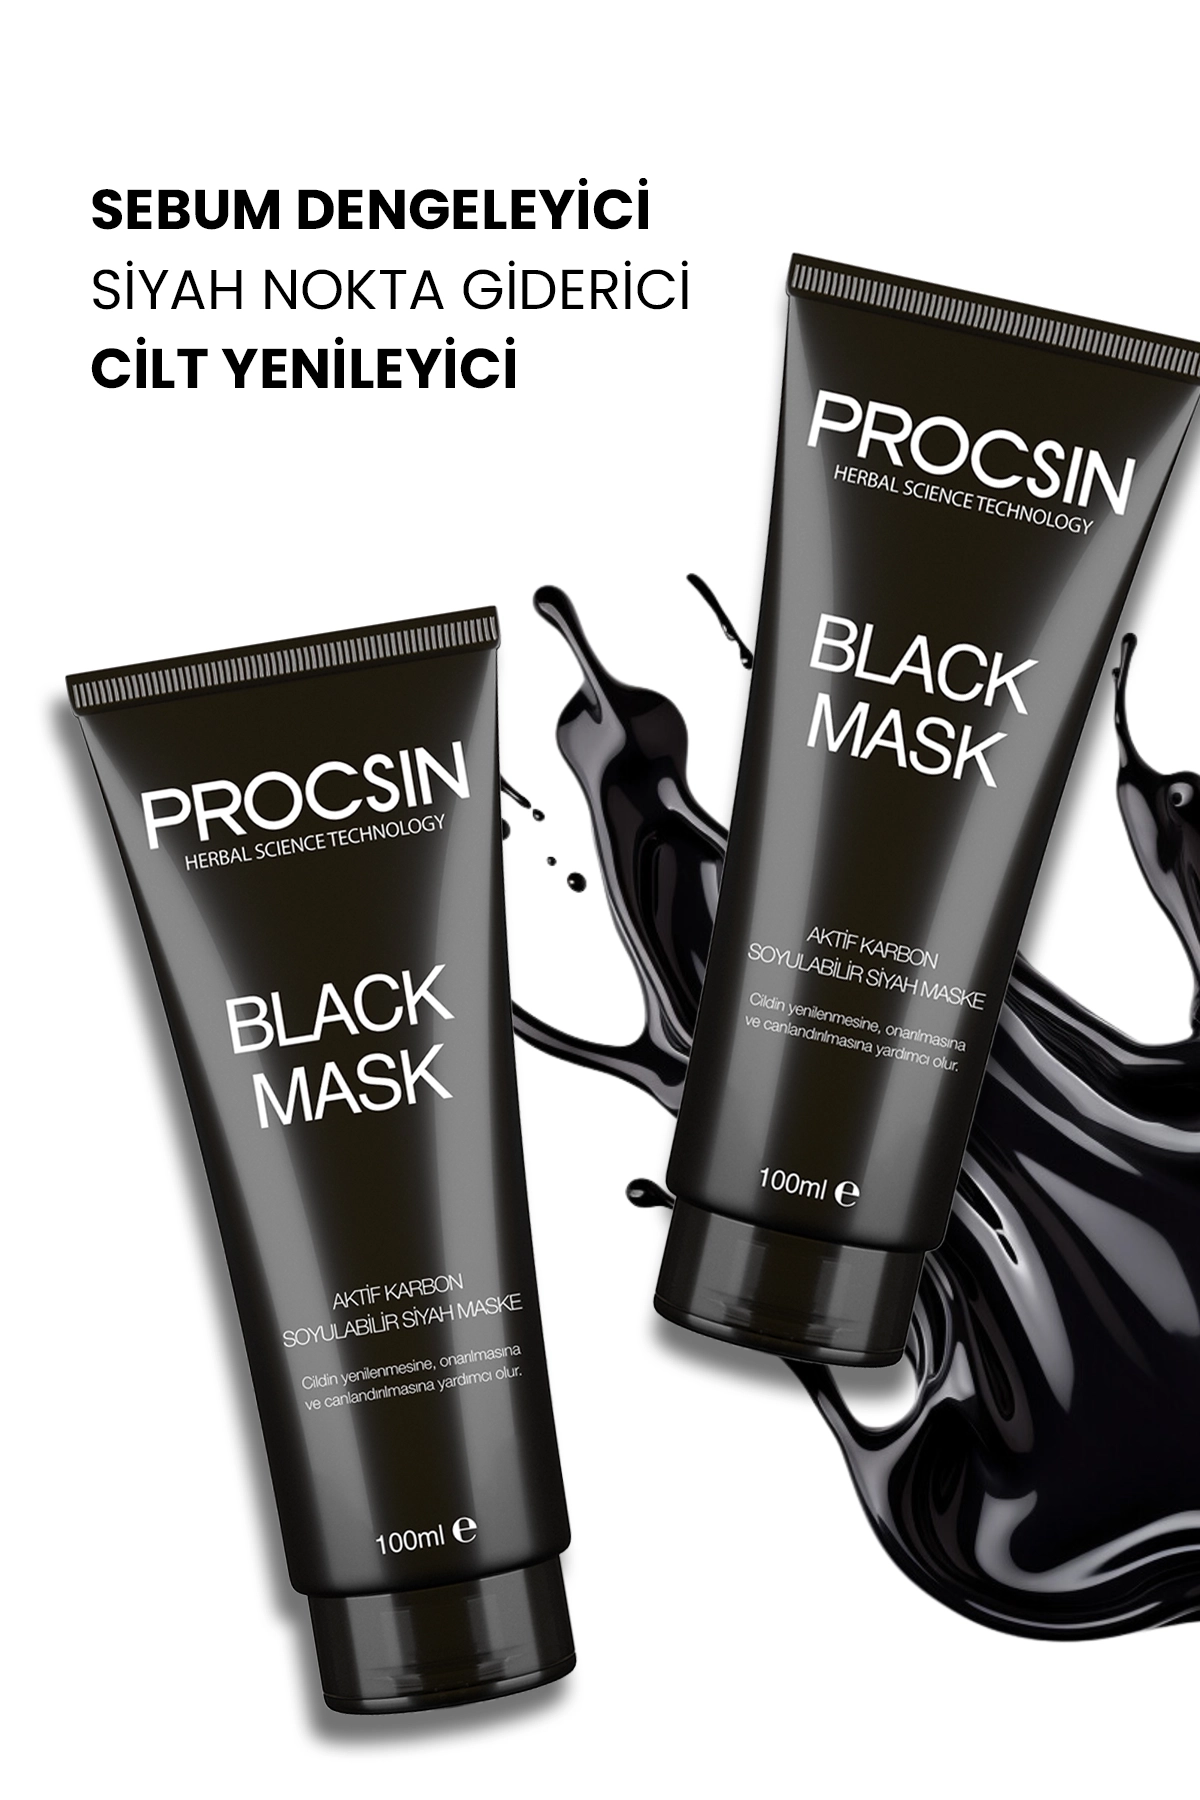 SEBUM DENGELEYİCİ
SİYAH NOKTA GİDERİCİ
CİLT YENİLEYİCİ
PROCSIN
HERBAL SCIENCE TECHNOLOGY
BLACK
MASK
AKTİF KARBON
SOYULABİLİR SİYAH MASKE
Cildin yenilenmesine, onarılmasına
ve canlandırılmasına yardımcı olur.
100ml e
PROCSIN
HERBAL SCIENCE TECHNOLOGY
BLACK
MASK
AKTİF KARBON
SOYULABİLİR SİYAH MASKE
Cildin yenilenmesine, onarılmasına
ve canlandırılmasına yardımcı olur.
100ml e